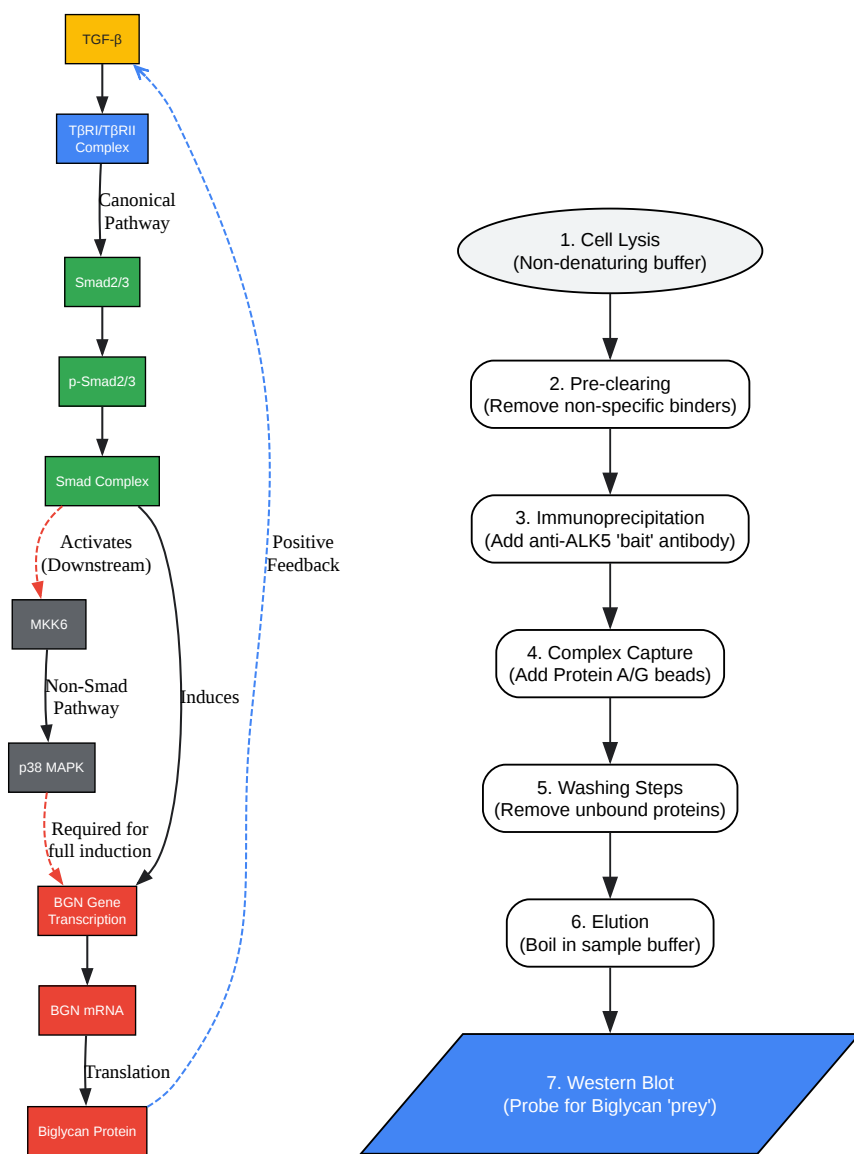 TGF-β
TβRI/TβRII
Complex
Canonical
Pathway
Smad2/3
p-Smad2/3
Smad Complex
Activates
(Downstream)
Positive
Feedback
MKK6
Non-Smad
Pathway
Induces
p38 MAPK
Required for
full induction
BGN Gene
Transcription
BGN mRNA
Translation
Biglycan Protein
1. Cell Lysis
(Non-denaturing buffer)
2. Pre-clearing
(Remove non-specific binders)
3. Immunoprecipitation
(Add anti-ALK5 'bait' antibody)
4. Complex Capture
(Add Protein A/G beads)
5. Washing Steps
(Remove unbound proteins)
6. Elution
(Boil in sample buffer)
7. Western Blot
(Probe for Biglycan 'prey')